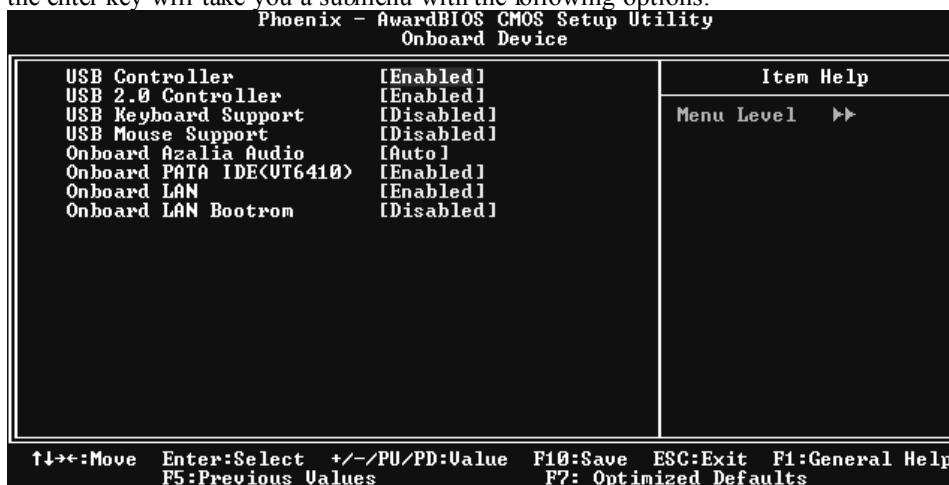 the enter key will take you a submenu with the following options:
Phoenix - AwardBIOS CMOS Setup Utility
Onboard Device
USB Controller [Enabled]
USB 2.0 Controller [Enabled]
USB Keyboard Support [Disabled]
USB Mouse Support [Disabled]
Onboard Azalia Audio [Auto]
Onboard PATA IDE(VT6410) [Enabled]
Onboard LAN [Enabled]
Onboard LAN Bootrom [Disabled]
Item Help
Menu Level ▸▸
↑↓→←:Move Enter:Select +/-/PU/PD:Value F10:Save ESC:Exit F1:General Help
F5:Previous Values F7: Optimized Defaults